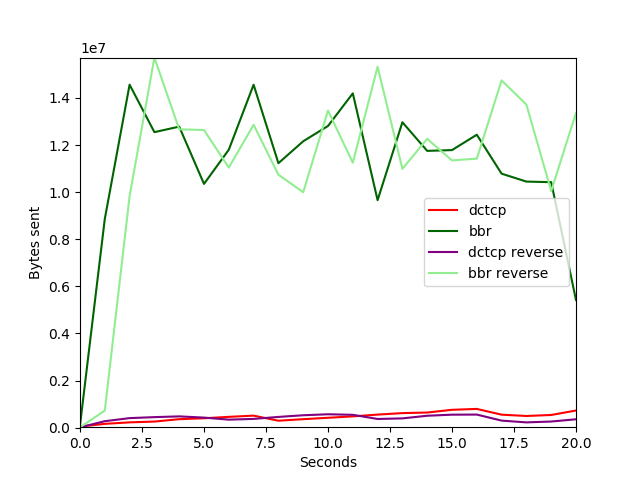 1e7
1.4
1.2
1.0
0.8
0.6
0.4
0.2
0.0
Bytes sent
dctcp
bbr
dctcp reverse
bbr reverse
0.0 2.5 5.0 7.5 10.0 12.5 15.0 17.5 20.0
Seconds